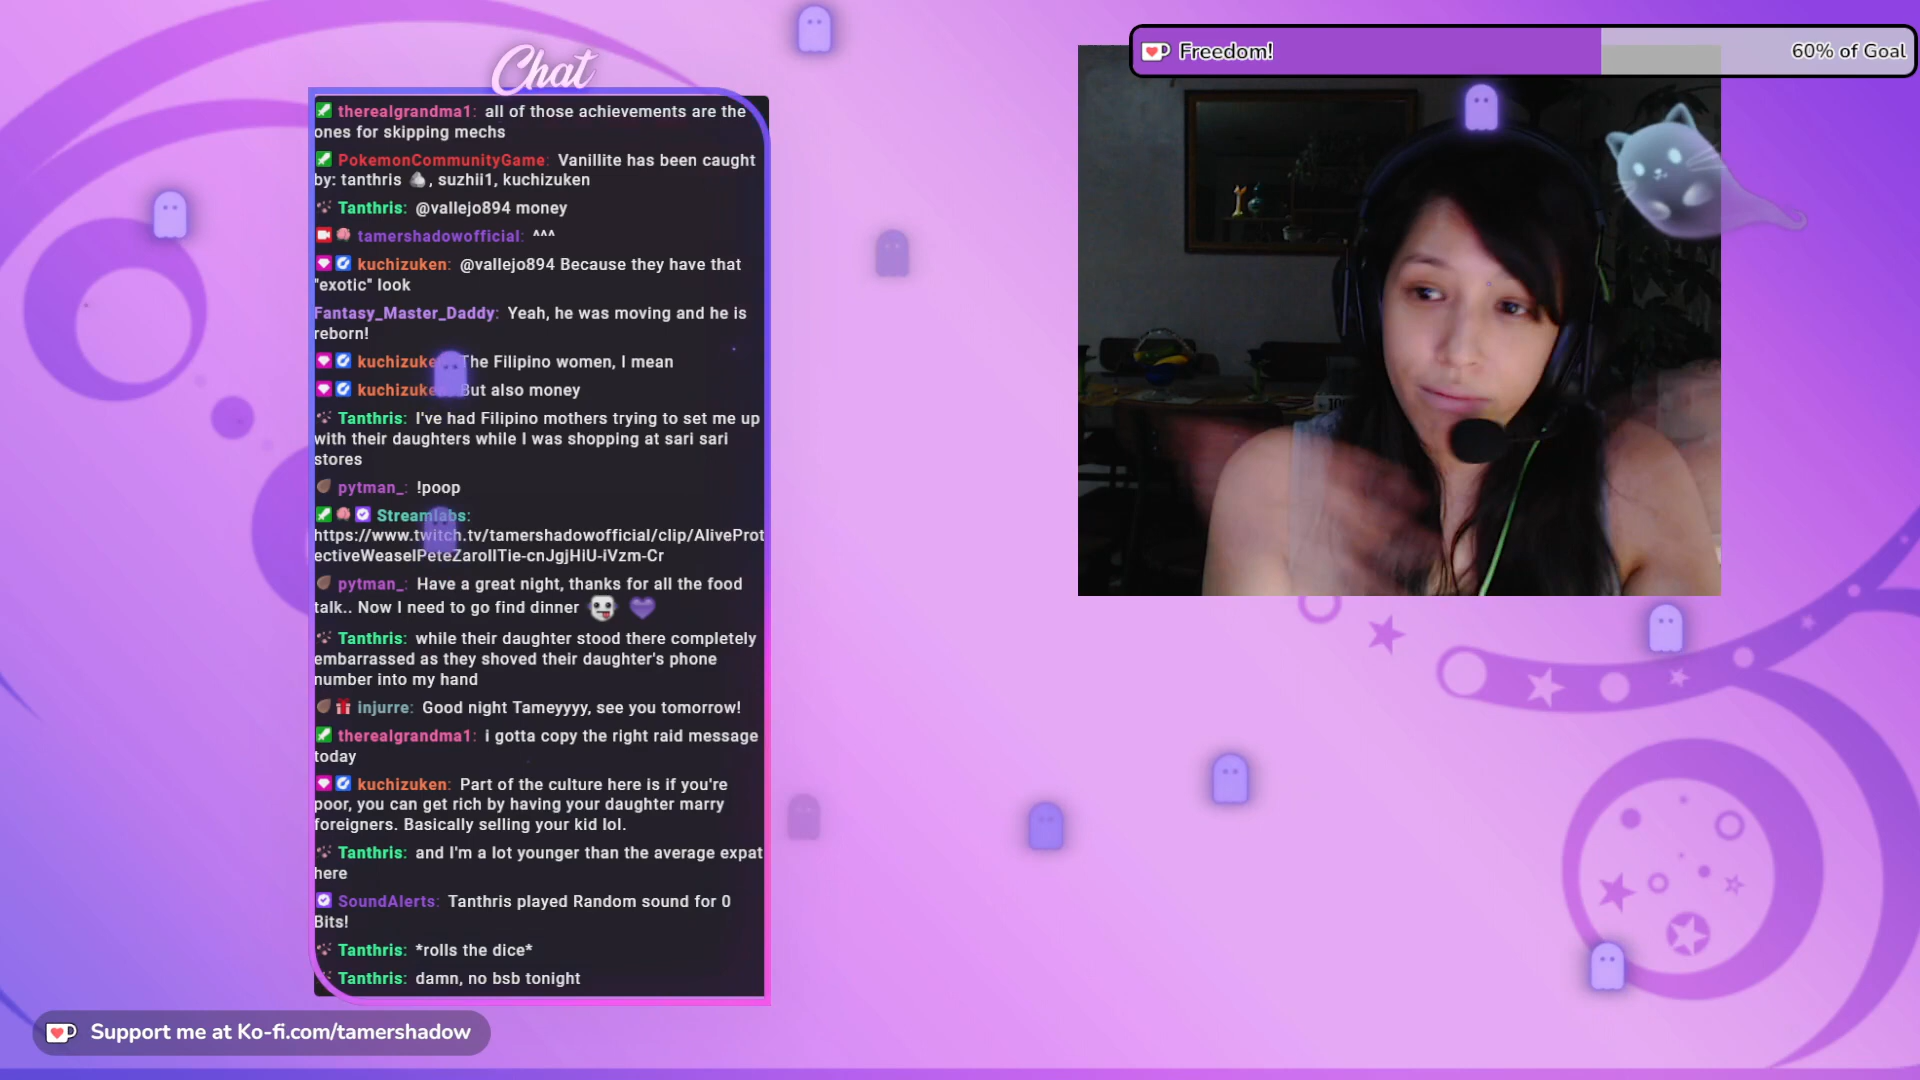 Chat
therealgrandma1: all of those achievements are the
ones for skipping mechs
PokemonCommunityGame: Vanillite has been caught
by: tanthris , suzhii1, kuchizuken
Tanthris: @vallejo894 money
tamershadowofficial: ^^^
kuchizuken: @vallejo894 Because they have that
"exotic" look
Fantasy_Master_Daddy: Yeah, he was moving and he is
reborn!
kuchizuken: The Filipino women, I mean
kuchizuken: But also money
Tanthris: I've had Filipino mothers trying to set me up
with their daughters while I was shopping at sari sari
stores
pytman_: !poop
Streamlabs:
https://www.twitch.tv/tamershadowofficial/clip/AliveProt
ectiveWeaselPeteZarollTie-cnJgjHiU-iVzm-Cr
pytman_: Have a great night, thanks for all the food
talk.. Now I need to go find dinner
Tanthris: while their daughter stood there completely
embarrassed as they shoved their daughter's phone
number into my hand
injurre: Good night Tameyyyy, see you tomorrow!
therealgrandma1: i gotta copy the right raid message
today
kuchizuken: Part of the culture here is if you're
poor, you can get rich by having your daughter marry
foreigners. Basically selling your kid lol.
Tanthris: and I'm a lot younger than the average expat
here
SoundAlerts: Tanthris played Random sound for 0
Bits!
Tanthris: *rolls the dice*
Tanthris: damn, no bsb tonight
Support me at Ko-fi.com/tamershadow
Freedom!
60% of Goal